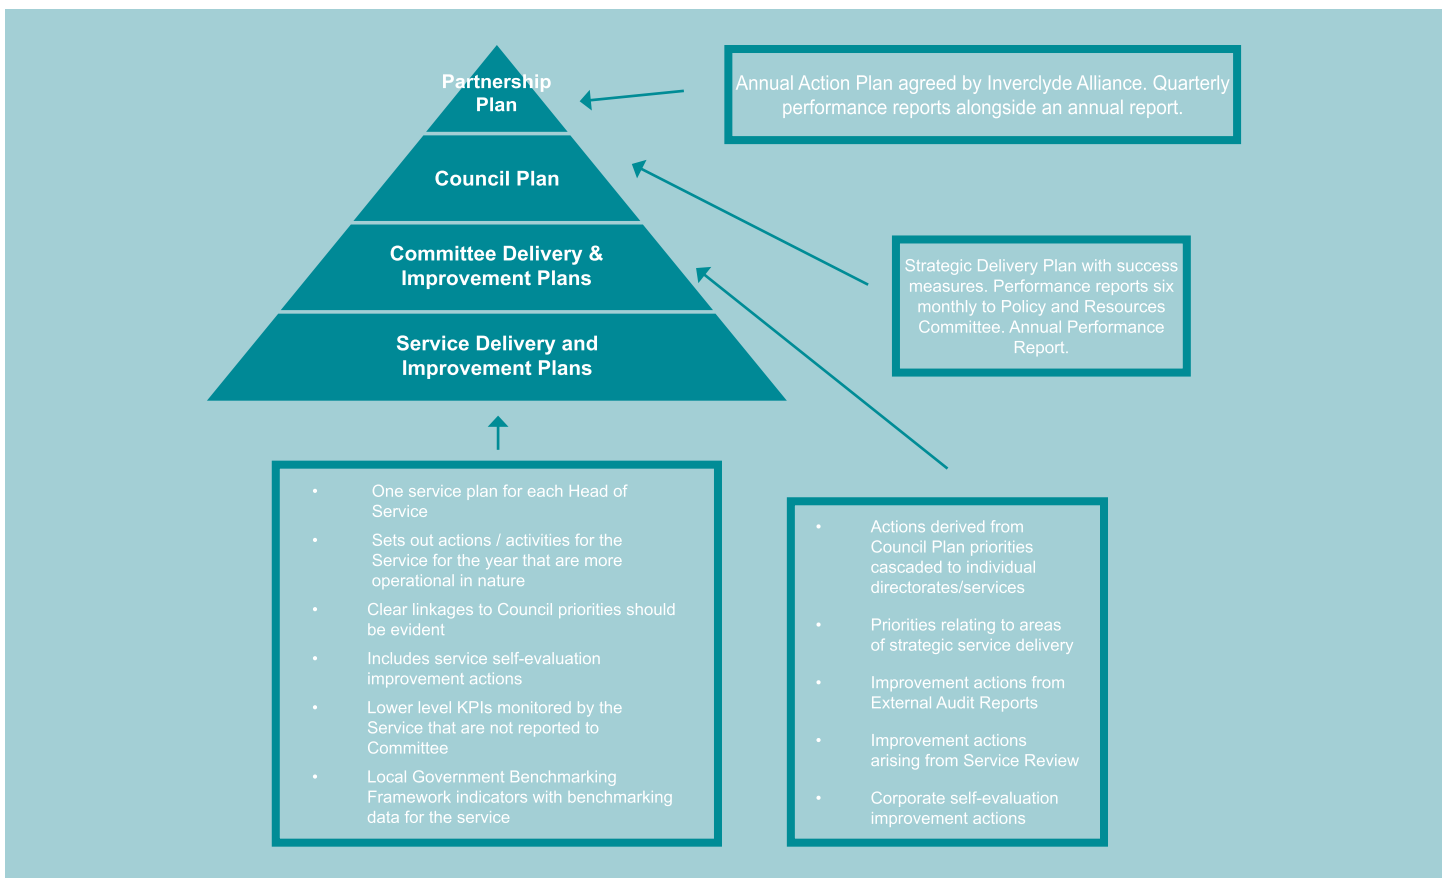 Partnership
Plan
Annual Action Plan agreed by Inverclyde Alliance. Quarterly
performance reports alongside an annual report.
Council Plan
Committee Delivery &
Improvement Plans
Strategic Delivery Plan with success
measures. Performance reports six
monthly to Policy and Resources
Committee. Annual Performance
Report.
Service Delivery and
Improvement Plans
• One service plan for each Head of
Service
• Sets out actions / activities for the
Service for the year that are more
operational in nature
• Clear linkages to Council priorities should
be evident
• Includes service self-evaluation
improvement actions
• Lower level KPIs monitored by the
Service that are not reported to
Committee
• Local Government Benchmarking
Framework indicators with benchmarking
data for the service
• Actions derived from
Council Plan priorities
cascaded to individual
directorates/services
• Priorities relating to areas
of strategic service delivery
• Improvement actions from
External Audit Reports
• Improvement actions
arising from Service Review
• Corporate self-evaluation
improvement actions